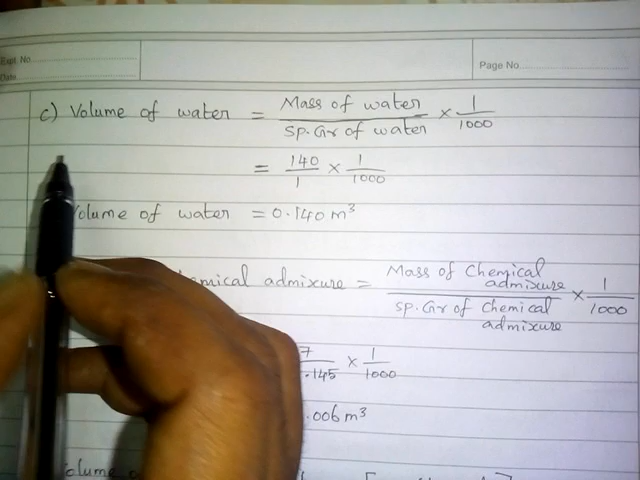 Expt. No.
Date
Page No.
c) Volume of water = Mass of water / Sp. Gr of water × 1/1000
= 140/1 × 1/1000
Volume of water = 0.140 m³
admixure = Mass of Chemical admixure / Sp. Gr of Chemical admixure × 1/1000
7/.145 × 1/1000
.006 m³